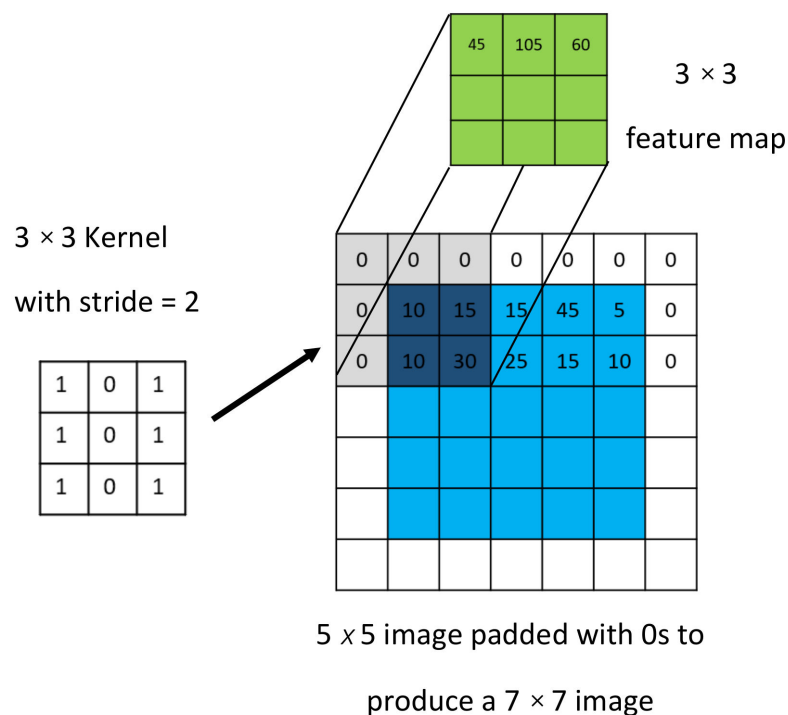 45 105 60
3 × 3
feature map
3 × 3 Kernel
with stride = 2
1 0 1
1 0 1
1 0 1
0 0 0 0 0 0 0
0 10 15 15 45 5 0
0 10 30 25 15 10 0
5 x 5 image padded with 0s to
produce a 7 × 7 image